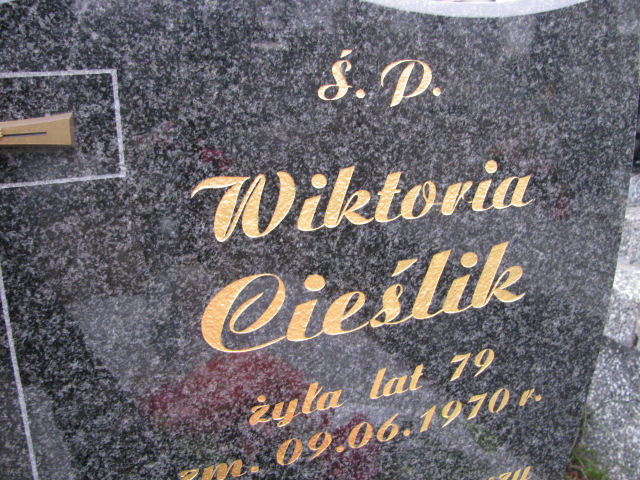 Ś. P.
Wiktoria
Cieślik
żyła lat 79
zm. 09.06.1970 r.